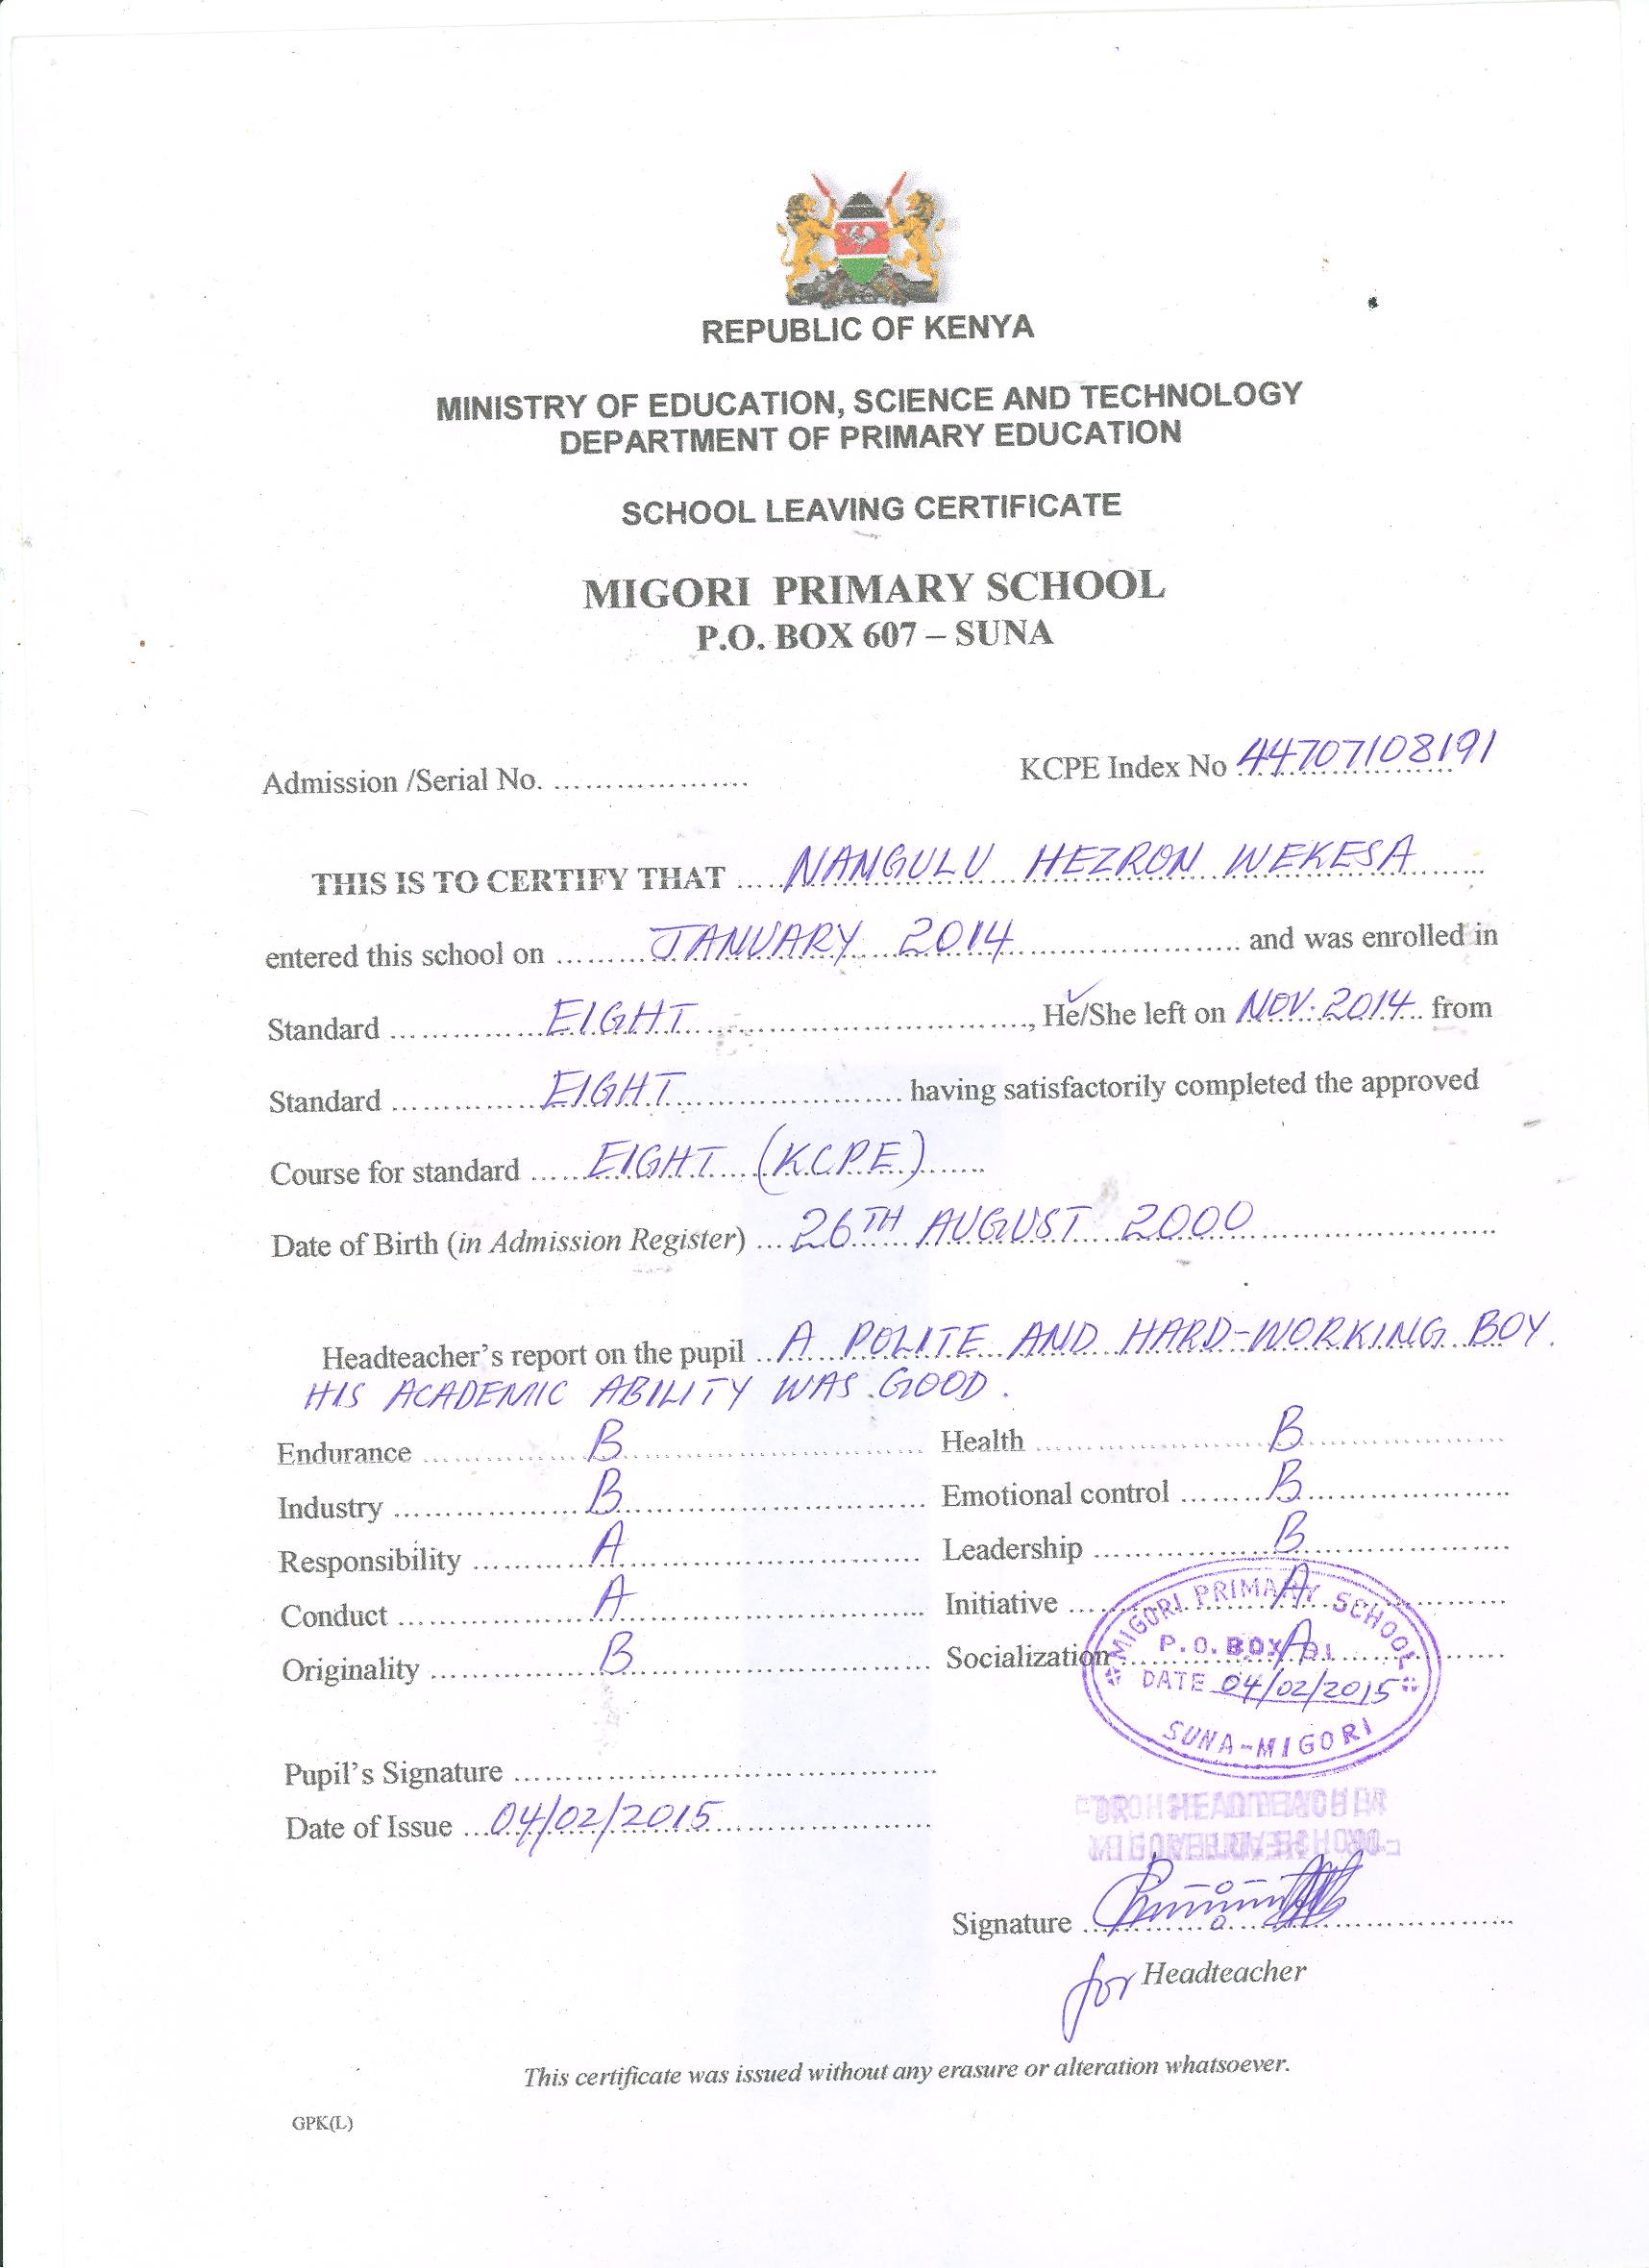 REPUBLIC OF KENYA
MINISTRY OF EDUCATION, SCIENCE AND TECHNOLOGY
DEPARTMENT OF PRIMARY EDUCATION
SCHOOL LEAVING CERTIFICATE
MIGORI PRIMARY SCHOOL
P.O. BOX 607 – SUNA
Admission /Serial No. .................... KCPE Index No 44707108191
THIS IS TO CERTIFY THAT NANGULU HEZRON WEKESA
entered this school on JANUARY 2014 and was enrolled in
Standard EIGHT, He/She left on NOV. 2014 from
Standard EIGHT having satisfactorily completed the approved
Course for standard EIGHT (KCPE)
Date of Birth (in Admission Register) 26TH AUGUST 2000
Headteacher's report on the pupil A POLITE AND HARD-WORKING BOY.
HIS ACADEMIC ABILITY WAS GOOD.
Endurance B Health B
Industry B Emotional control B
Responsibility A Leadership B
Conduct A Initiative A
Originality B Socialization A
MIGORI PRIMARY SCHOOL
P.O. BOX
DATE 04/02/2015
SUNA-MIGORI
Pupil's Signature ....................
Date of Issue 04/02/2015
Signature ....................
for Headteacher
This certificate was issued without any erasure or alteration whatsoever.
GPK(L)